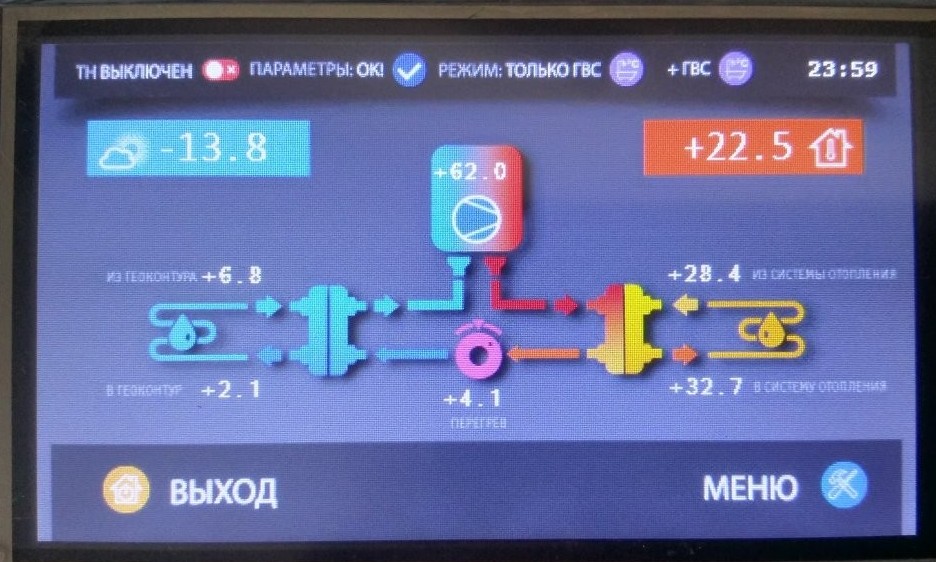 ТН ВЫКЛЮЧЕН ПАРАМЕТРЫ: ОК! РЕЖИМ: ТОЛЬКО ГВС +ГВС 23:59
-13.8 +22.5
+62.0
ИЗ ГЕОКОНТУРА +6.8 +28.4 ИЗ СИСТЕМЫ ОТОПЛЕНИЯ
В ГЕОКОНТУР +2.1 +32.7 В СИСТЕМУ ОТОПЛЕНИЯ
+4.1
ПЕРЕГРЕВ
ВЫХОД МЕНЮ